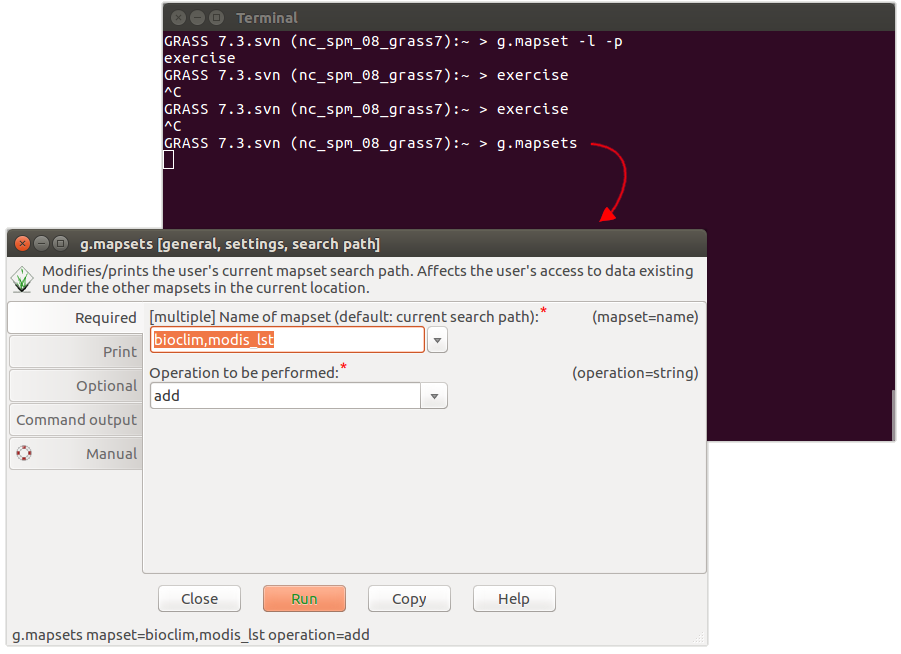 Terminal
GRASS 7.3.svn (nc_spm_08_grass7):~ > g.mapset -l -p
exercise
GRASS 7.3.svn (nc_spm_08_grass7):~ > exercise
^C
GRASS 7.3.svn (nc_spm_08_grass7):~ > exercise
^C
GRASS 7.3.svn (nc_spm_08_grass7):~ > g.mapsets
g.mapsets [general, settings, search path]
Modifies/prints the user's current mapset search path. Affects the user's access to data existing
under the other mapsets in the current location.
Required
Print
Optional
Command output
Manual
[multiple] Name of mapset (default: current search path):* (mapset=name)
bioclim,modis_lst
Operation to be performed:* (operation=string)
add
Close Run Copy Help
g.mapsets mapset=bioclim,modis_lst operation=add